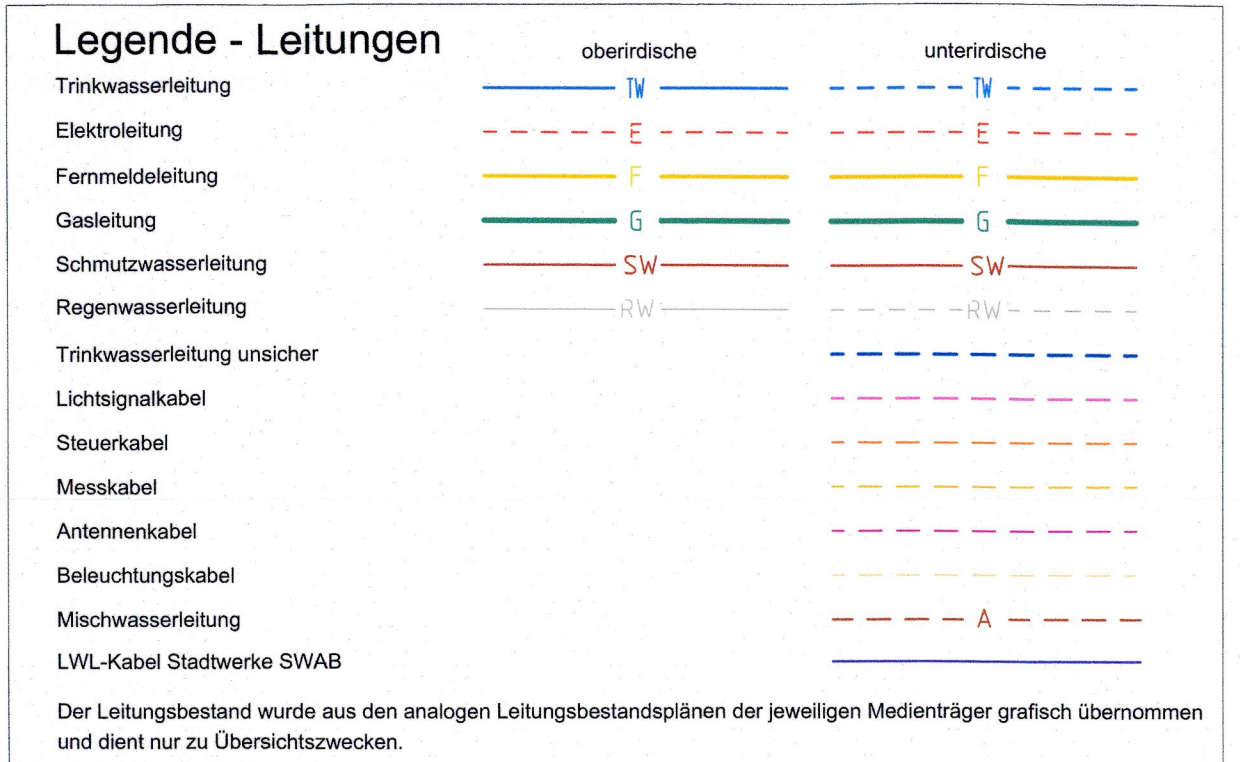 Legende - Leitungen
oberirdische unterirdische
Trinkwasserleitung TW TW
Elektroleitung E E
Fernmeldeleitung F F
Gasleitung G G
Schmutzwasserleitung SW SW
Regenwasserleitung RW RW
Trinkwasserleitung unsicher
Lichtsignalkabel
Steuerkabel
Messkabel
Antennenkabel
Beleuchtungskabel
Mischwasserleitung A
LWL-Kabel Stadtwerke SWAB
Der Leitungsbestand wurde aus den analogen Leitungsbestandsplänen der jeweiligen Medienträger grafisch übernommen
und dient nur zu Übersichtszwecken.